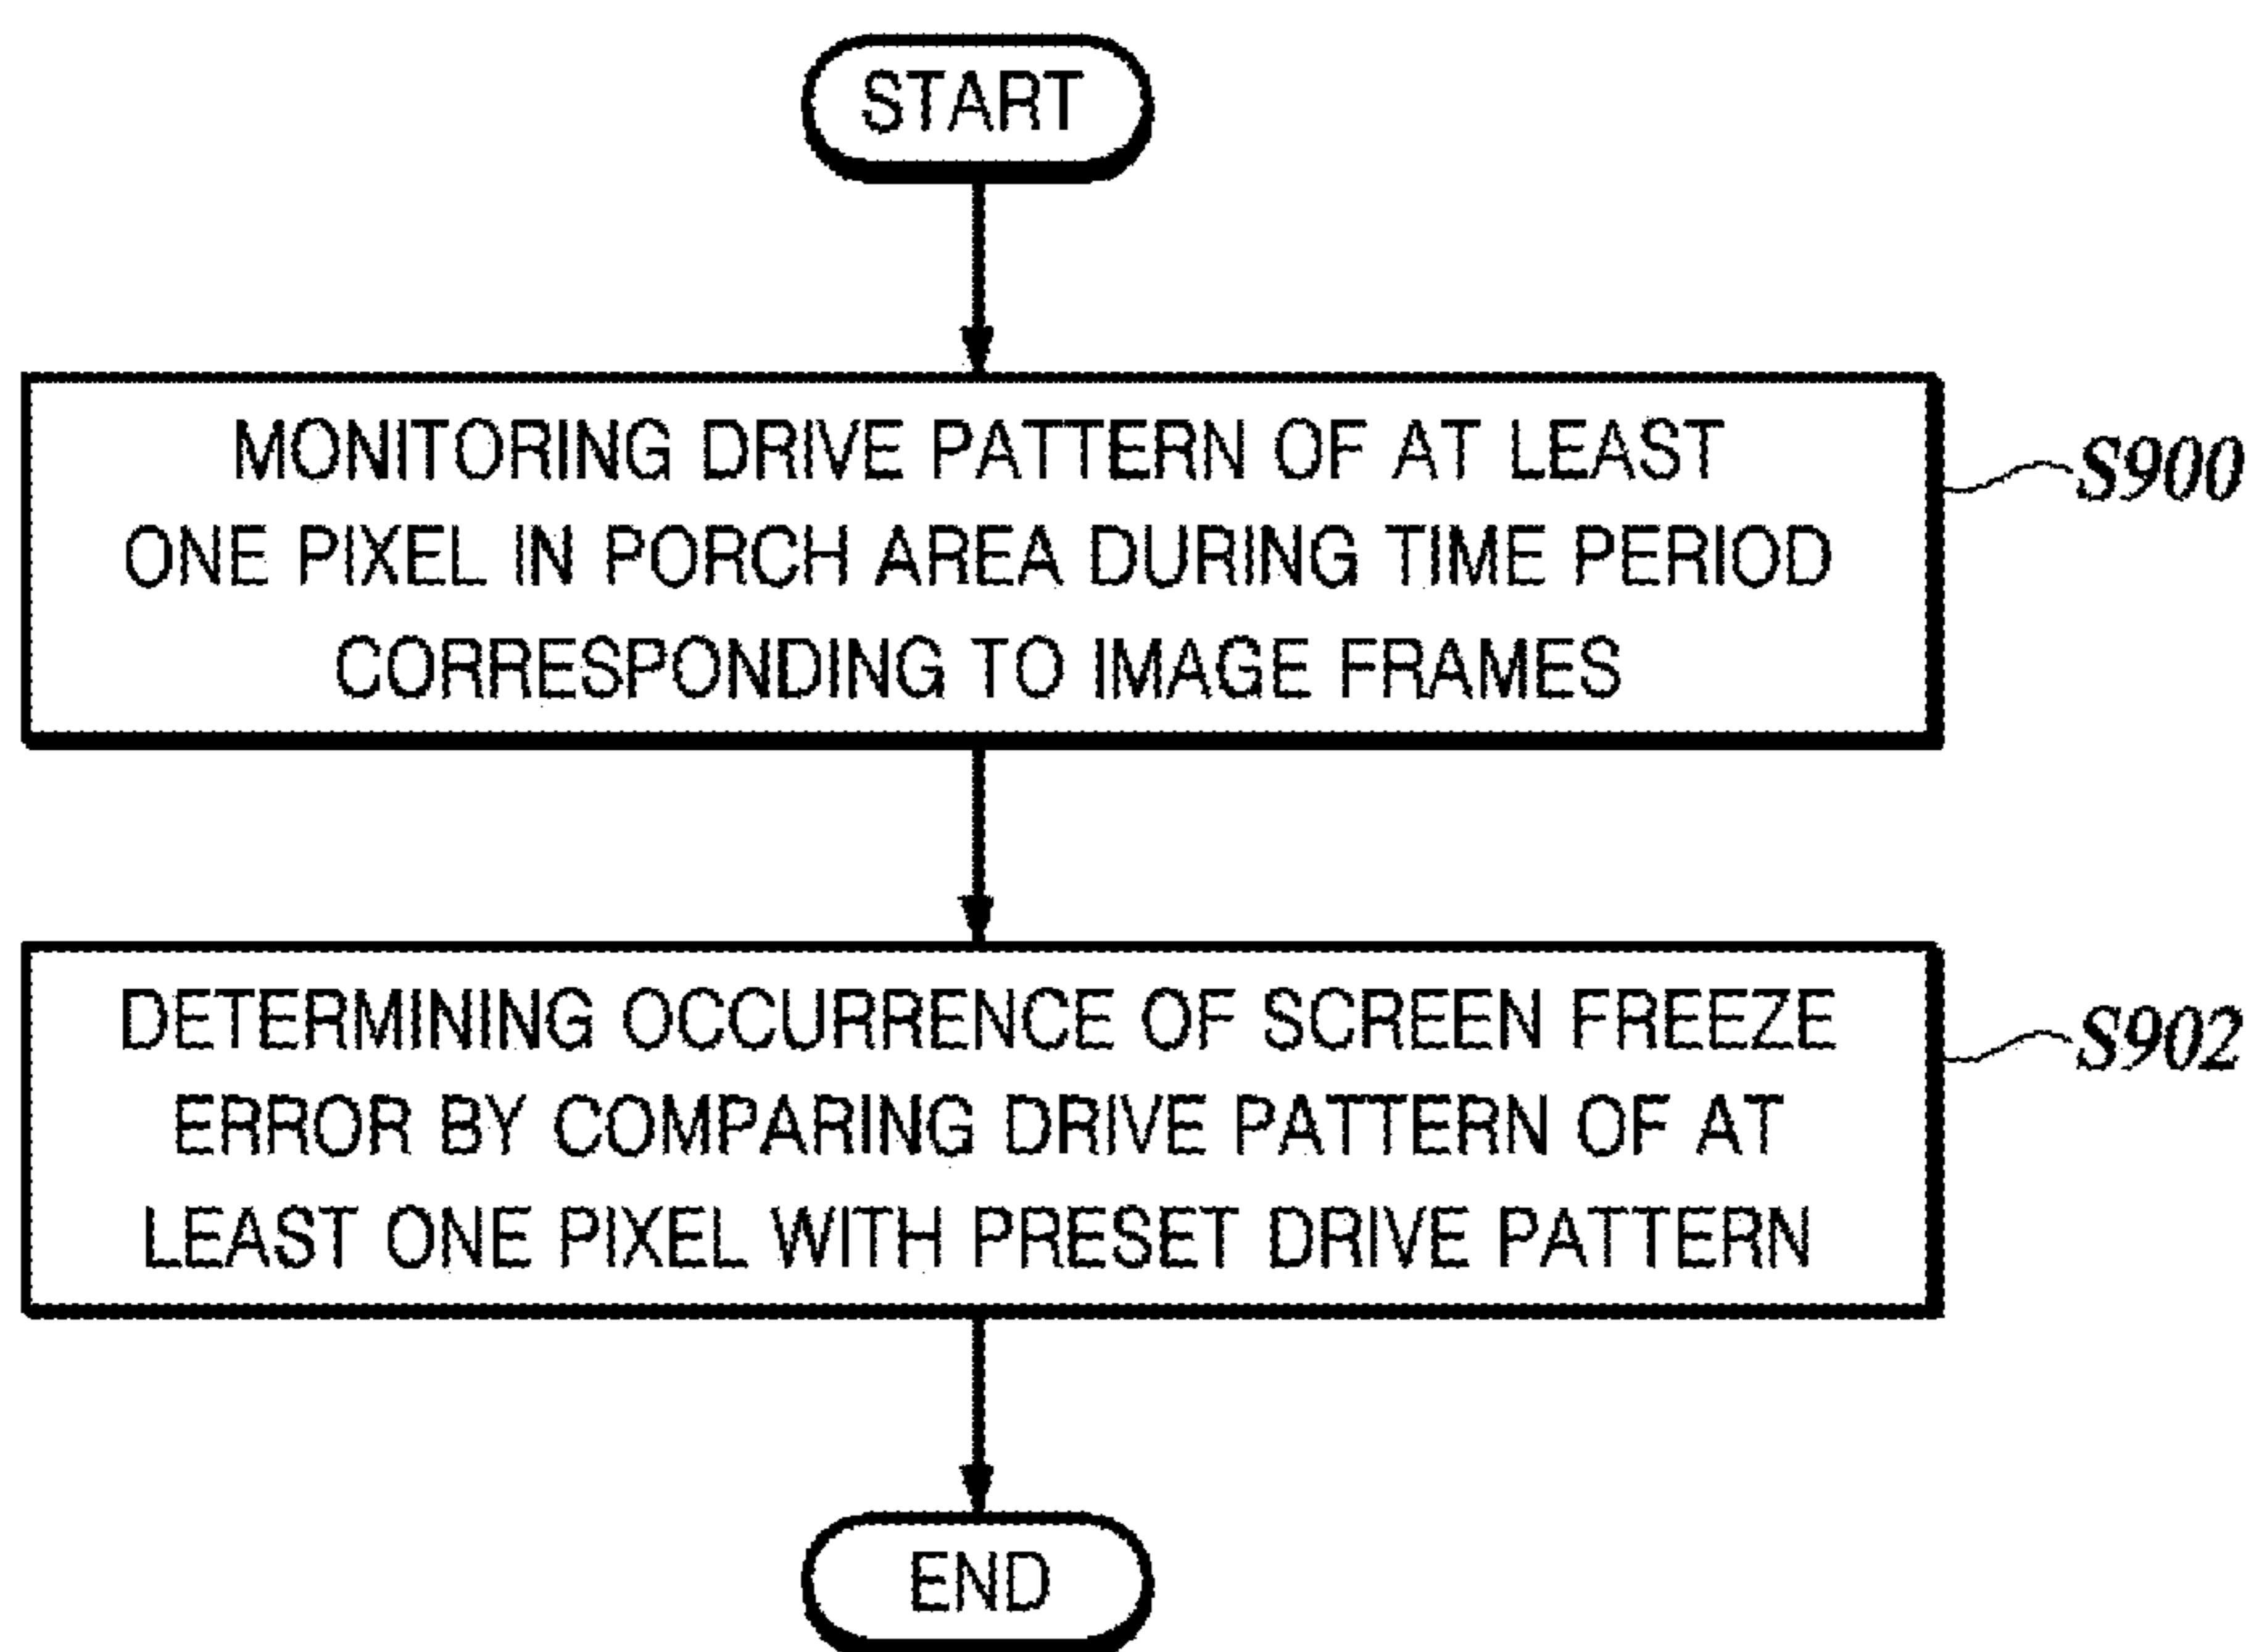 START
MONITORING DRIVE PATTERN OF AT LEAST
ONE PIXEL IN PORCH AREA DURING TIME PERIOD
CORRESPONDING TO IMAGE FRAMES
S900
DETERMINING OCCURRENCE OF SCREEN FREEZE
ERROR BY COMPARING DRIVE PATTERN OF AT
LEAST ONE PIXEL WITH PRESET DRIVE PATTERN
S902
END